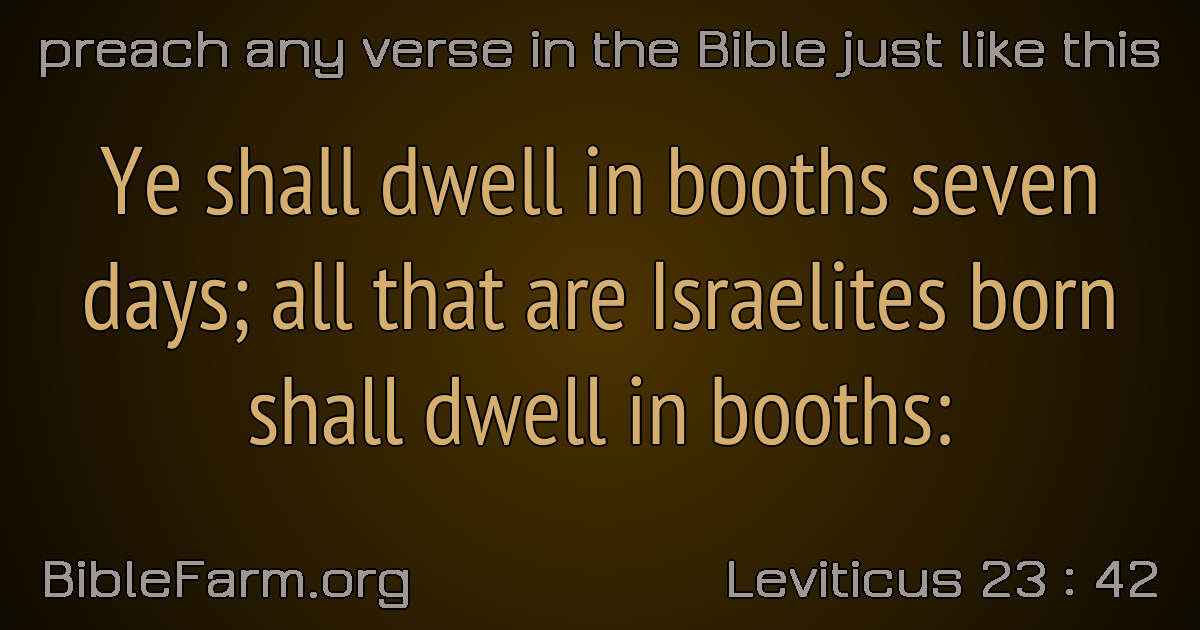 preach any verse in the Bible just like this
Ye shall dwell in booths seven
days; all that are Israelites born
shall dwell in booths:
BibleFarm.org
Leviticus 23 : 42